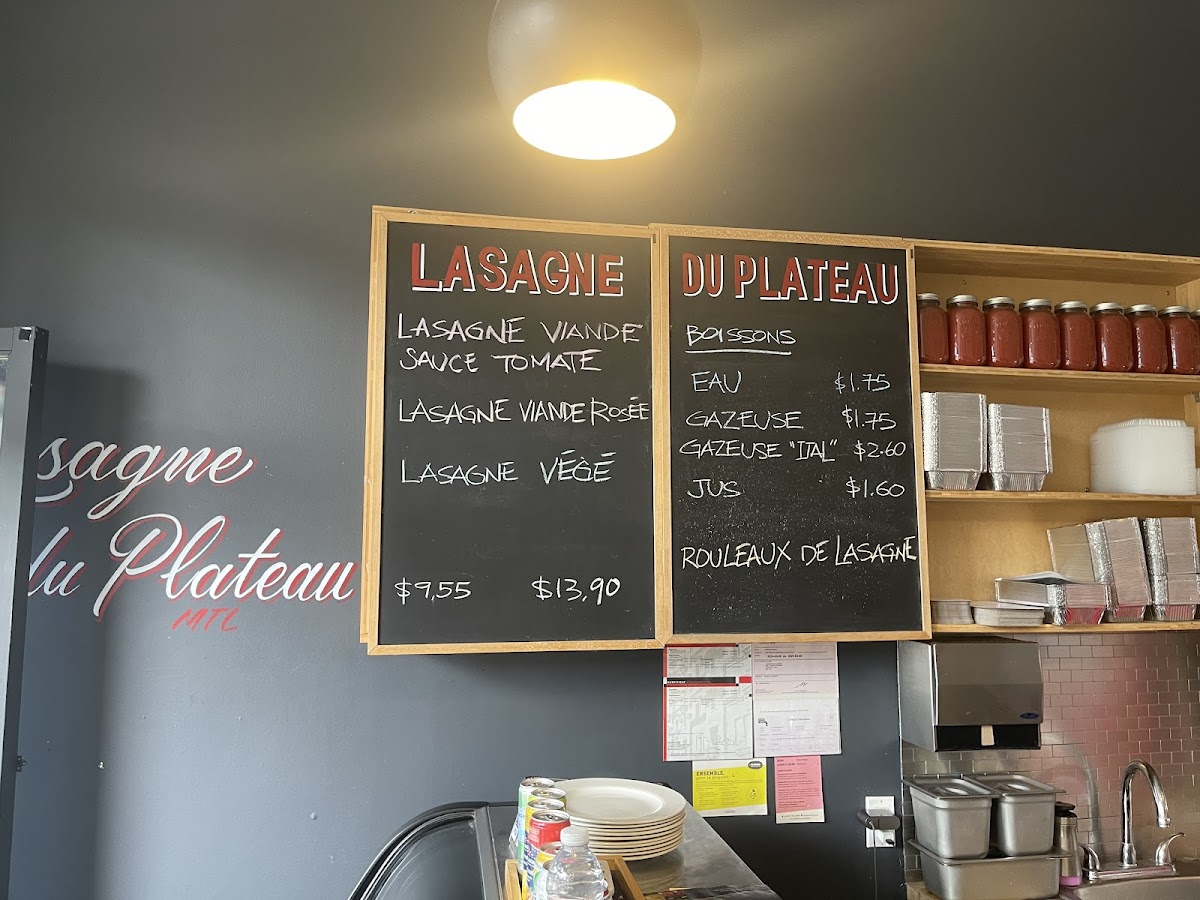 sagne
du Plateau
MTL
LASAGNE
LASAGNE VIANDE
SAUCE TOMATE
LASAGNE VIANDE ROSÉE
LASAGNE VÉGÉ
$9,55 $13,90
DU PLATEAU
BOISSONS
EAU $1.75
GAZEUSE $1.75
GAZEUSE "ITAL" $2.60
JUS $1.60
ROULEAUX DE LASAGNE
ENSEMBLE,